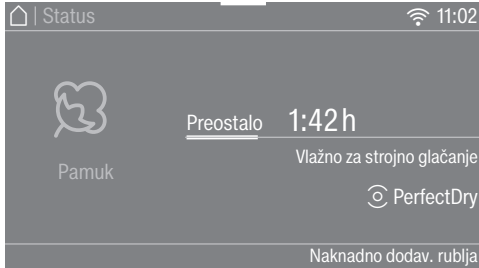 | Status 11:02
Preostalo 1:42 h
Vlažno za strojno glačanje
Pamuk
PerfectDry
Naknadno dodav. rublja